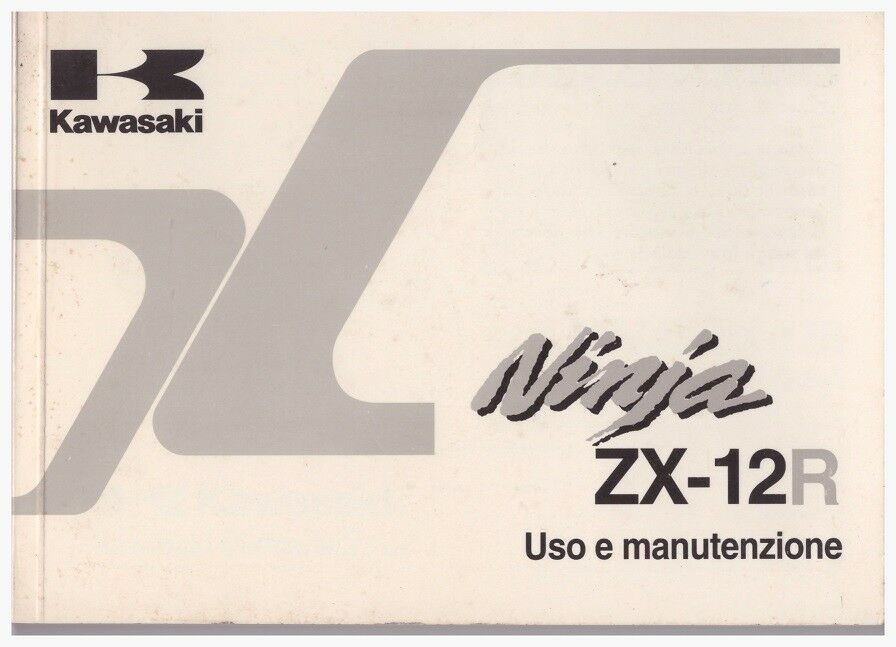 Kawasaki
Ninja
ZX-12R
Uso e manutenzione